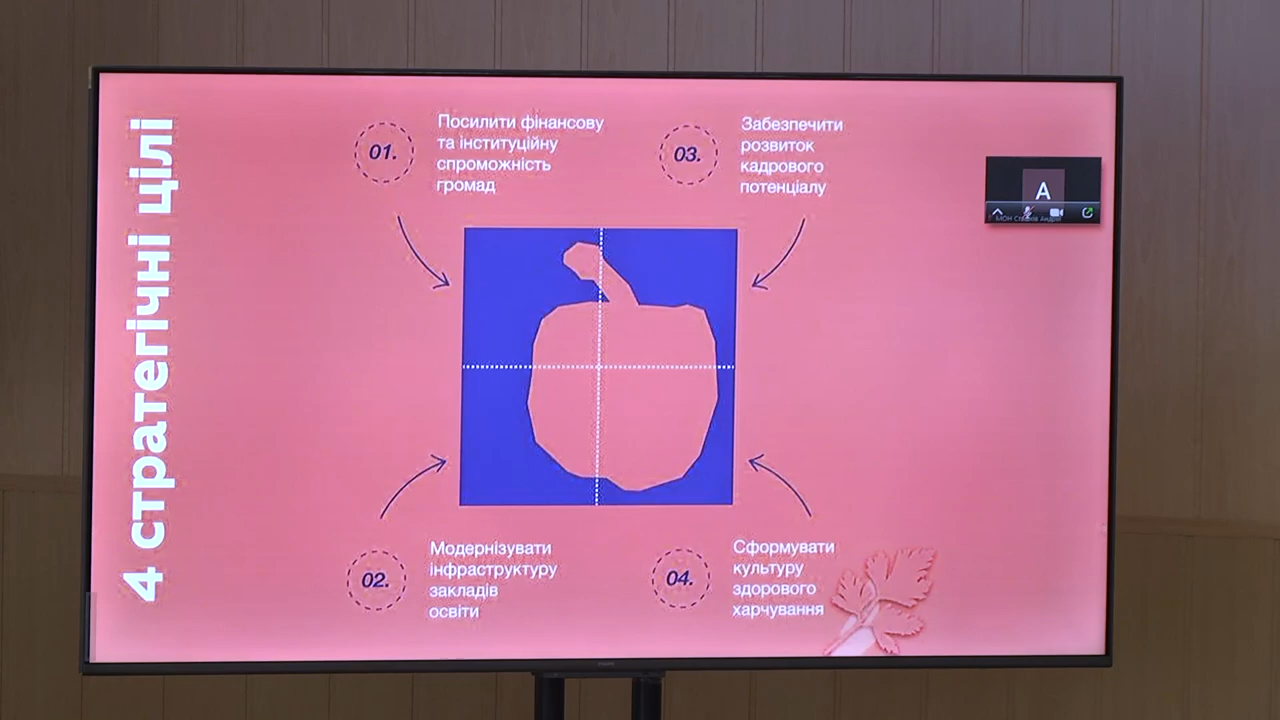 4 стратегічні цілі
01.
Посилити фінансову
та інституційну
спроможність
громад
03.
Забезпечити
розвиток
кадрового
потенціалу
A
МОН
02.
Модернізувати
інфраструктуру
закладів
освіти
04.
Сформувати
культуру
здорового
харчування